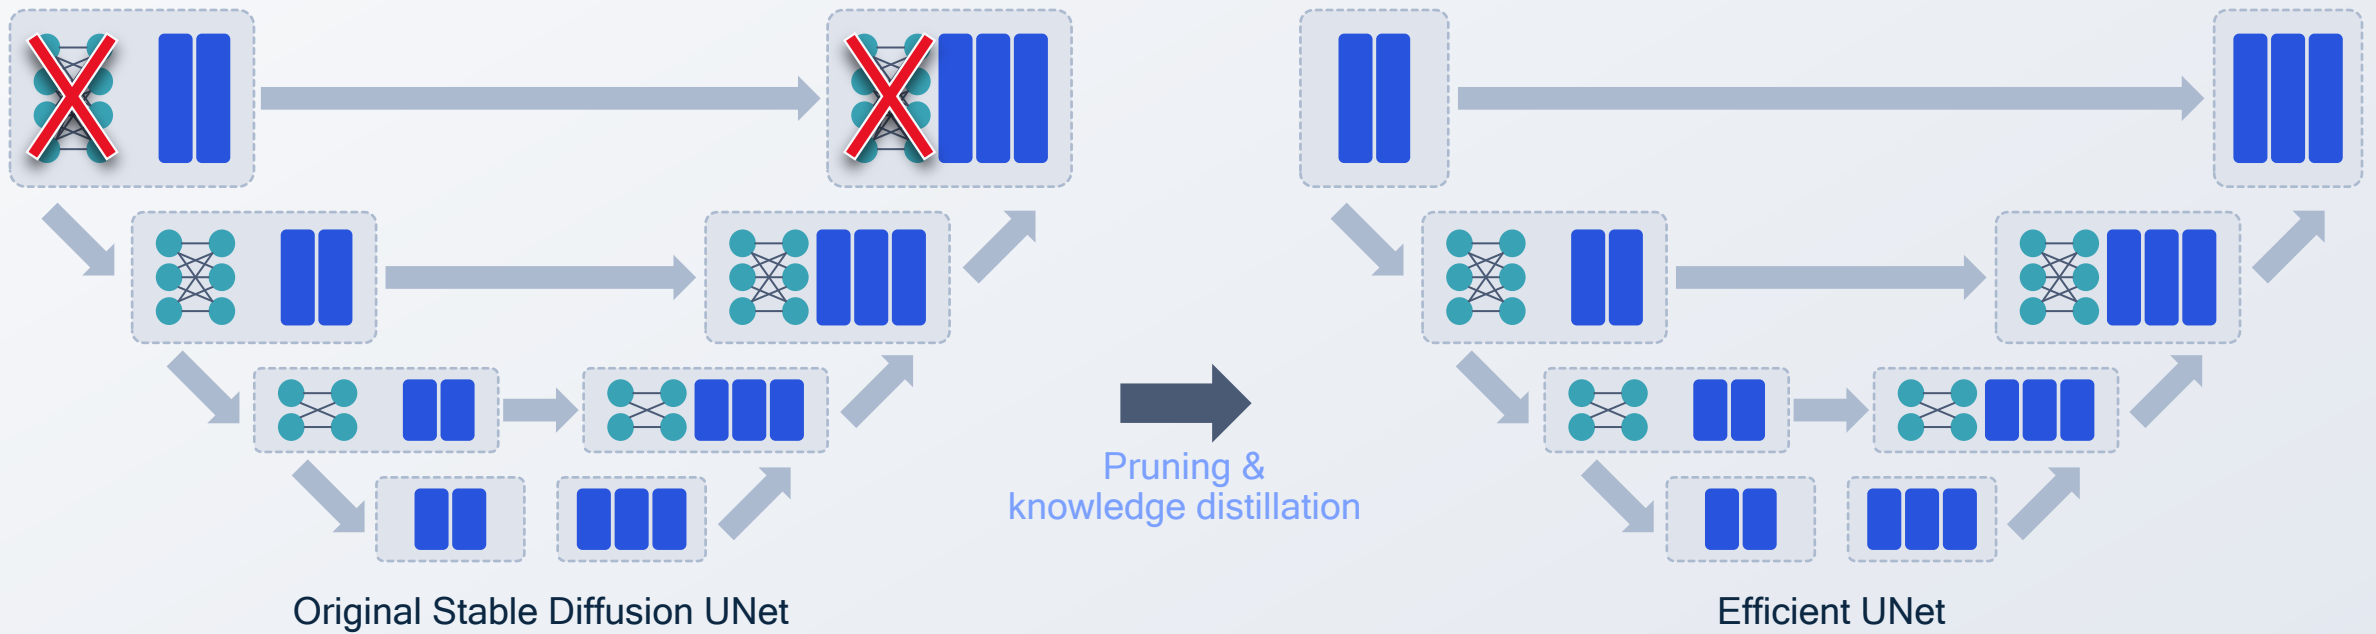 Pruning &
knowledge distillation
Original Stable Diffusion UNet
Efficient UNet